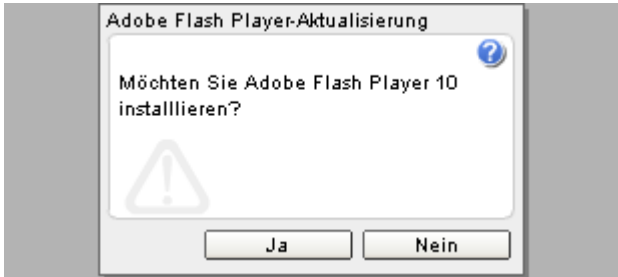 Adobe Flash Player-Aktualisierung
?
Möchten Sie Adobe Flash Player 10
installlieren?
Ja
Nein